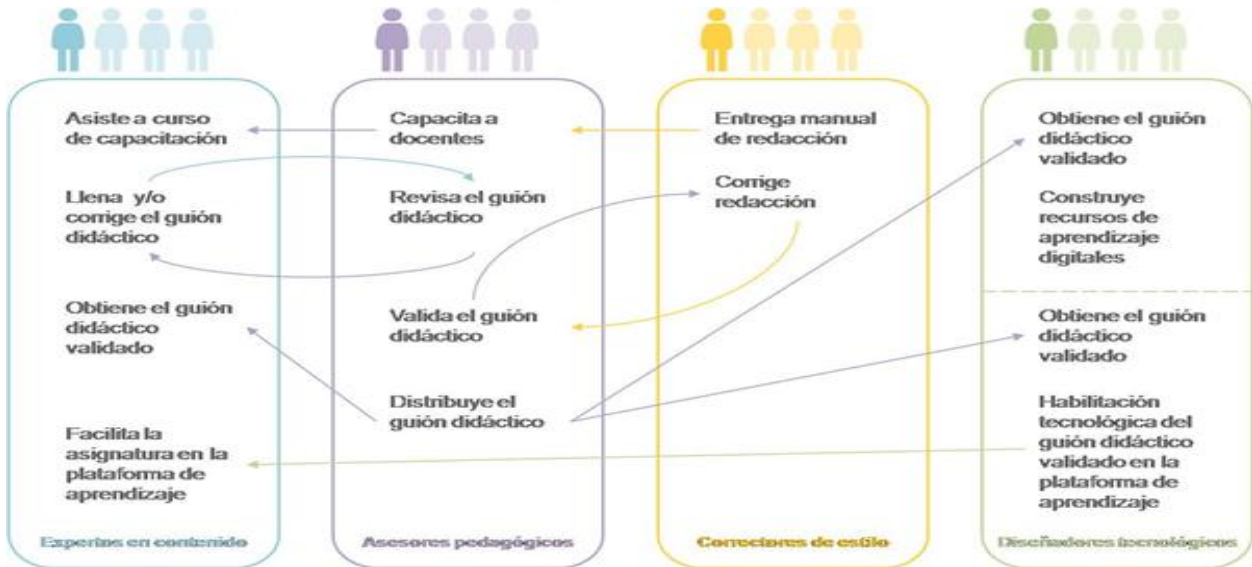 Asiste a curso
de capacitación
Llena y/o
corrige el guión
didáctico
Obtiene el guión
didáctico
validado
Facilita la
asignatura en la
plataforma de
aprendizaje
Expertos en contenido
Capacita a
docentes
Revisa el guión
didáctico
Valida el guión
didáctico
Distribuye el
guión didáctico
Asesores pedagógicos
Entrega manual
de redacción
Corrige
redacción
Correctores de estilo
Obtiene el guión
didáctico
validado
Construye
recursos de
aprendizaje
digitales
Obtiene el guión
didáctico
validado
Habilitación
tecnológica del
guión didáctico
validado en la
plataforma de
aprendizaje
Diseñadores tecnológicos